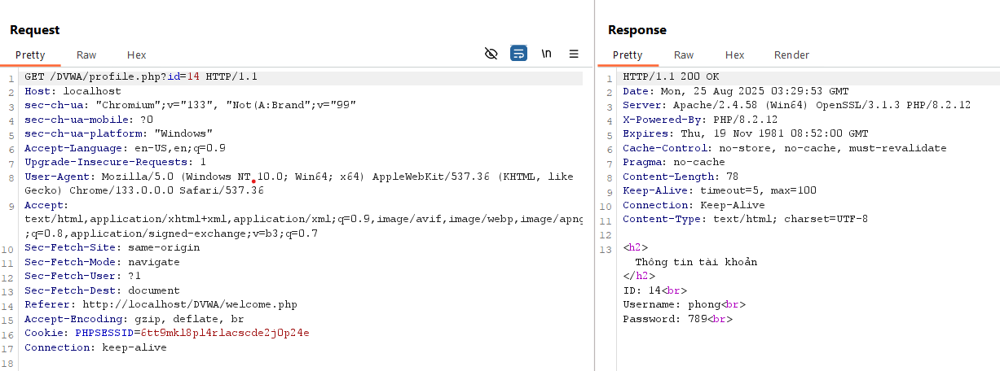 Request
Pretty Raw Hex
\n
1 GET /DVWA/profile.php?id=14 HTTP/1.1
2 Host: localhost
3 sec-ch-ua: "Chromium";v="133", "Not(A:Brand";v="99"
4 sec-ch-ua-mobile: ?0
5 sec-ch-ua-platform: "Windows"
6 Accept-Language: en-US,en;q=0.9
7 Upgrade-Insecure-Requests: 1
8 User-Agent: Mozilla/5.0 (Windows NT 10.0; Win64; x64) AppleWebKit/537.36 (KHTML, like
Gecko) Chrome/133.0.0.0 Safari/537.36
9 Accept:
text/html,application/xhtml+xml,application/xml;q=0.9,image/avif,image/webp,image/apng
;q=0.8,application/signed-exchange;v=b3;q=0.7
10 Sec-Fetch-Site: same-origin
11 Sec-Fetch-Mode: navigate
12 Sec-Fetch-User: ?1
13 Sec-Fetch-Dest: document
14 Referer: http://localhost/DVWA/welcome.php
15 Accept-Encoding: gzip, deflate, br
16 Cookie: PHPSESSID=6tt9mkl8pl4rlacscde2j0p24e
17 Connection: keep-alive
18
Response
Pretty Raw Hex Render
1 HTTP/1.1 200 OK
2 Date: Mon, 25 Aug 2025 03:29:53 GMT
3 Server: Apache/2.4.58 (Win64) OpenSSL/3.1.3 PHP/8.2.12
4 X-Powered-By: PHP/8.2.12
5 Expires: Thu, 19 Nov 1981 08:52:00 GMT
6 Cache-Control: no-store, no-cache, must-revalidate
7 Pragma: no-cache
8 Content-Length: 78
9 Keep-Alive: timeout=5, max=100
10 Connection: Keep-Alive
11 Content-Type: text/html; charset=UTF-8
12
13 <h2>
Thông tin tài khoản
</h2>
ID: 14<br>
Username: phong<br>
Password: 789<br>